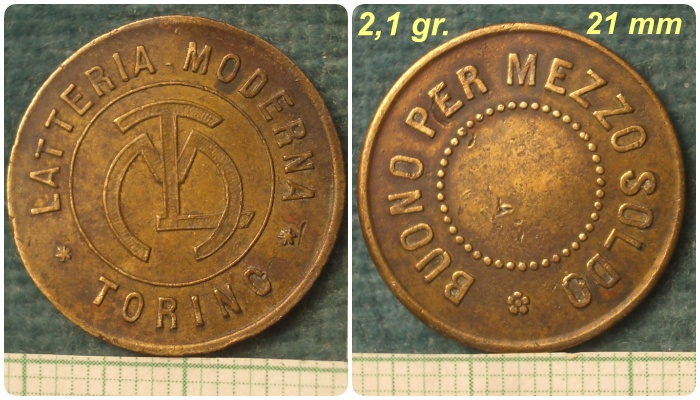 2,1 gr. 21 mm
LATTERIA MODERNA
TORINO
BUONO PER MEZZO SOLDO